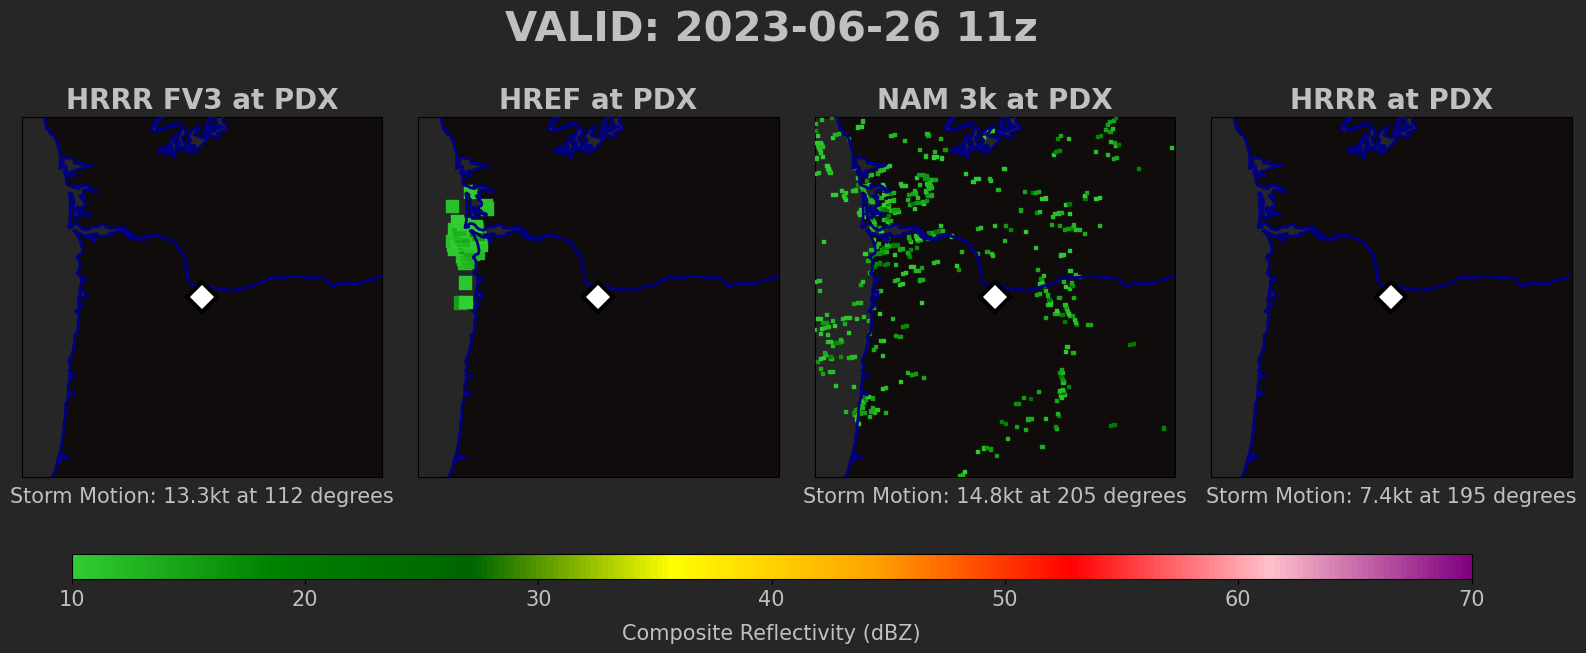 VALID: 2023-06-26 11z
HRRR FV3 at PDX
HREF at PDX
NAM 3k at PDX
HRRR at PDX
Storm Motion: 13.3kt at 112 degrees
Storm Motion: 14.8kt at 205 degrees
Storm Motion: 7.4kt at 195 degrees
10 20 30 40 50 60 70
Composite Reflectivity (dBZ)